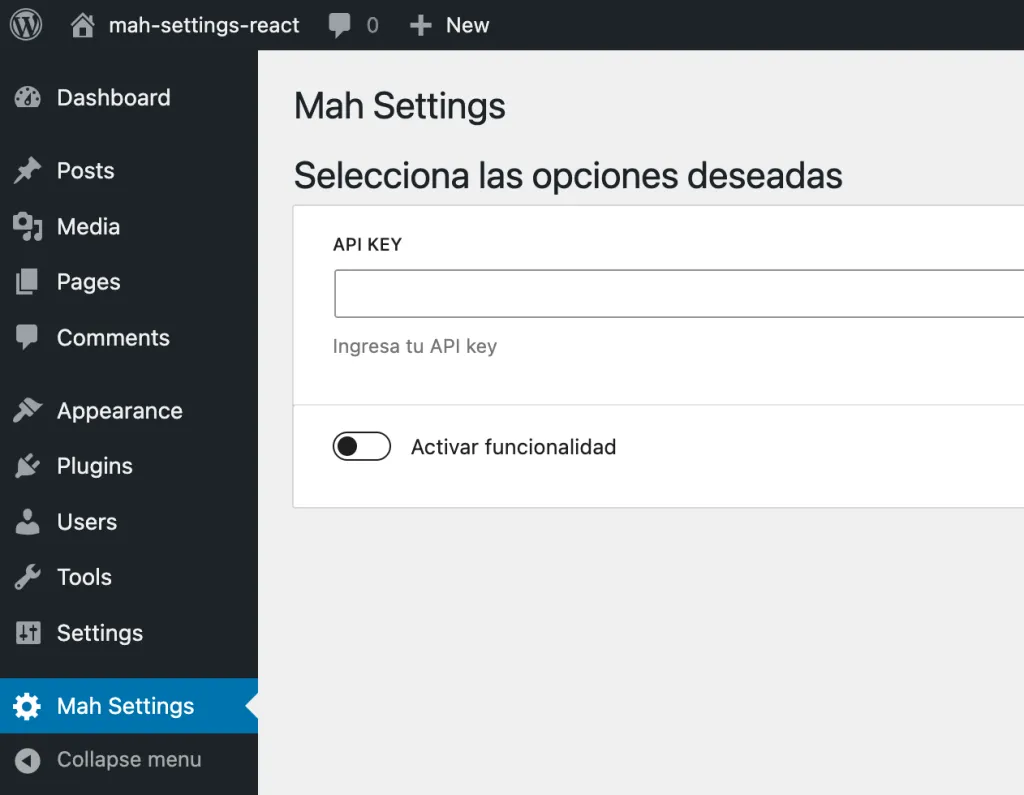 mah-settings-react 0 New
Dashboard
Posts
Media
Pages
Comments
Appearance
Plugins
Users
Tools
Settings
Mah Settings
Collapse menu
Mah Settings
Selecciona las opciones deseadas
API KEY
Ingresa tu API key
Activar funcionalidad